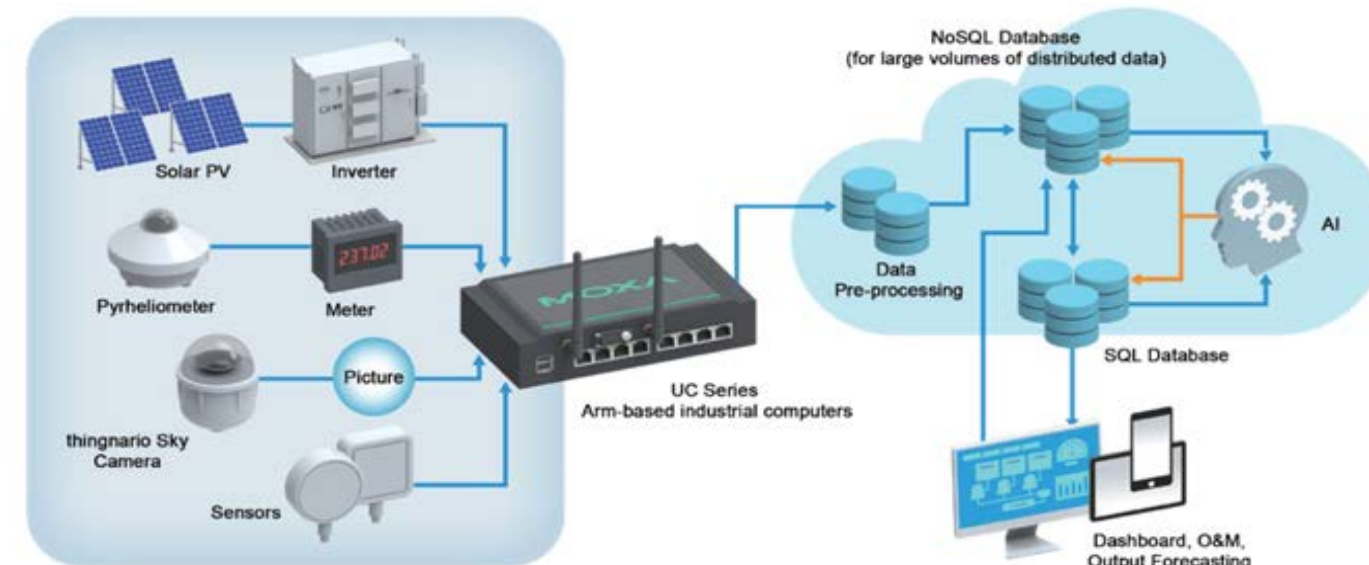 NoSQL Database
(for large volumes of distributed data)
Solar PV
Inverter
237.02
Pyrheliometer
Meter
MOXA
Data
Pre-processing
AI
Picture
SQL Database
UC Series
Arm-based industrial computers
thingnario Sky
Camera
Sensors
Dashboard, O&M,
Output Forecasting